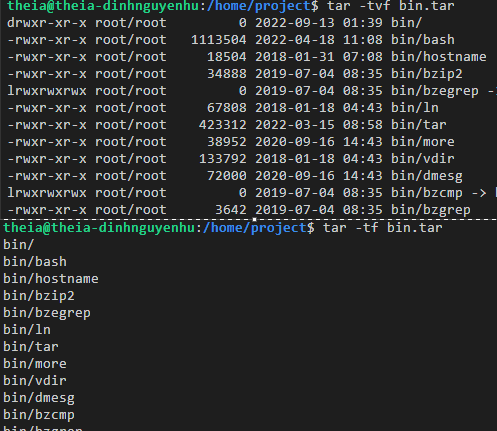 theia@theia-dinhnguyenhu:/home/project$ tar -tvf bin.tar
drwxr-xr-x root/root         0 2022-09-13 01:39 bin/
-rwxr-xr-x root/root   1113504 2022-04-18 11:08 bin/bash
-rwxr-xr-x root/root     18504 2018-01-31 07:08 bin/hostname
-rwxr-xr-x root/root     34888 2019-07-04 08:35 bin/bzip2
lrwxrwxrwx root/root         0 2019-07-04 08:35 bin/bzegrep -
-rwxr-xr-x root/root     67808 2018-01-18 04:43 bin/ln
-rwxr-xr-x root/root    423312 2022-03-15 08:58 bin/tar
-rwxr-xr-x root/root     38952 2020-09-16 14:43 bin/more
-rwxr-xr-x root/root    133792 2018-01-18 04:43 bin/vdir
-rwxr-xr-x root/root     72000 2020-09-16 14:43 bin/dmesg
lrwxrwxrwx root/root         0 2019-07-04 08:35 bin/bzcmp ->
-rwxr-xr-x root/root      3642 2019-07-04 08:35 bin/bzgrep
theia@theia-dinhnguyenhu:/home/project$ tar -tf bin.tar
bin/
bin/bash
bin/hostname
bin/bzip2
bin/bzegrep
bin/ln
bin/tar
bin/more
bin/vdir
bin/dmesg
bin/bzcmp
bin/bzgrep